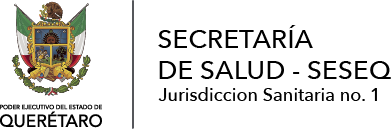 PODER EJECUTIVO DEL ESTADO DE
QUERÉTARO
SECRETARÍA
DE SALUD - SESEQ
Jurisdiccion Sanitaria no. 1